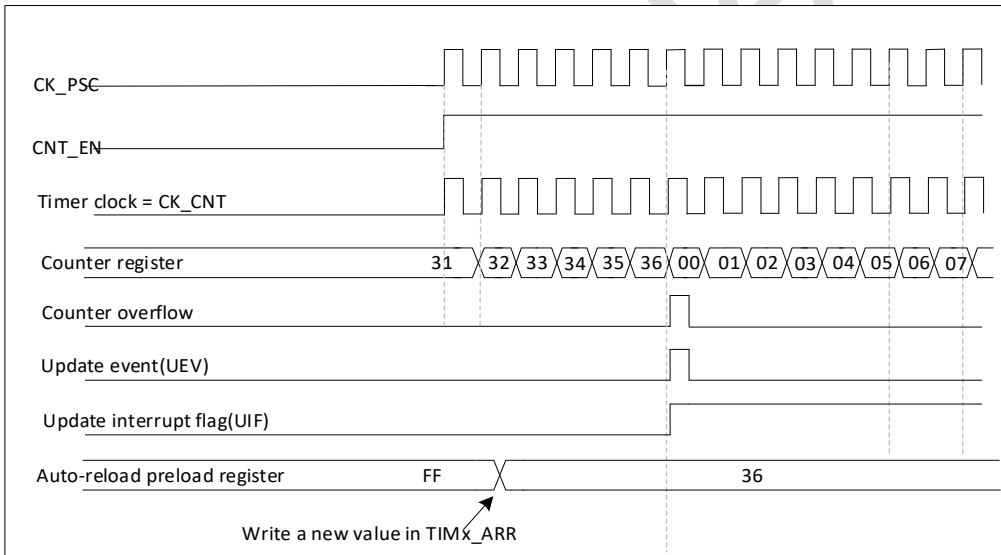 CK_PSC
CNT_EN
Timer clock = CK_CNT
Counter register 31 32 33 34 35 36 00 01 02 03 04 05 06 07
Counter overflow
Update event(UEV)
Update interrupt flag(UIF)
Auto-reload preload register FF 36
Write a new value in TIMx_ARR